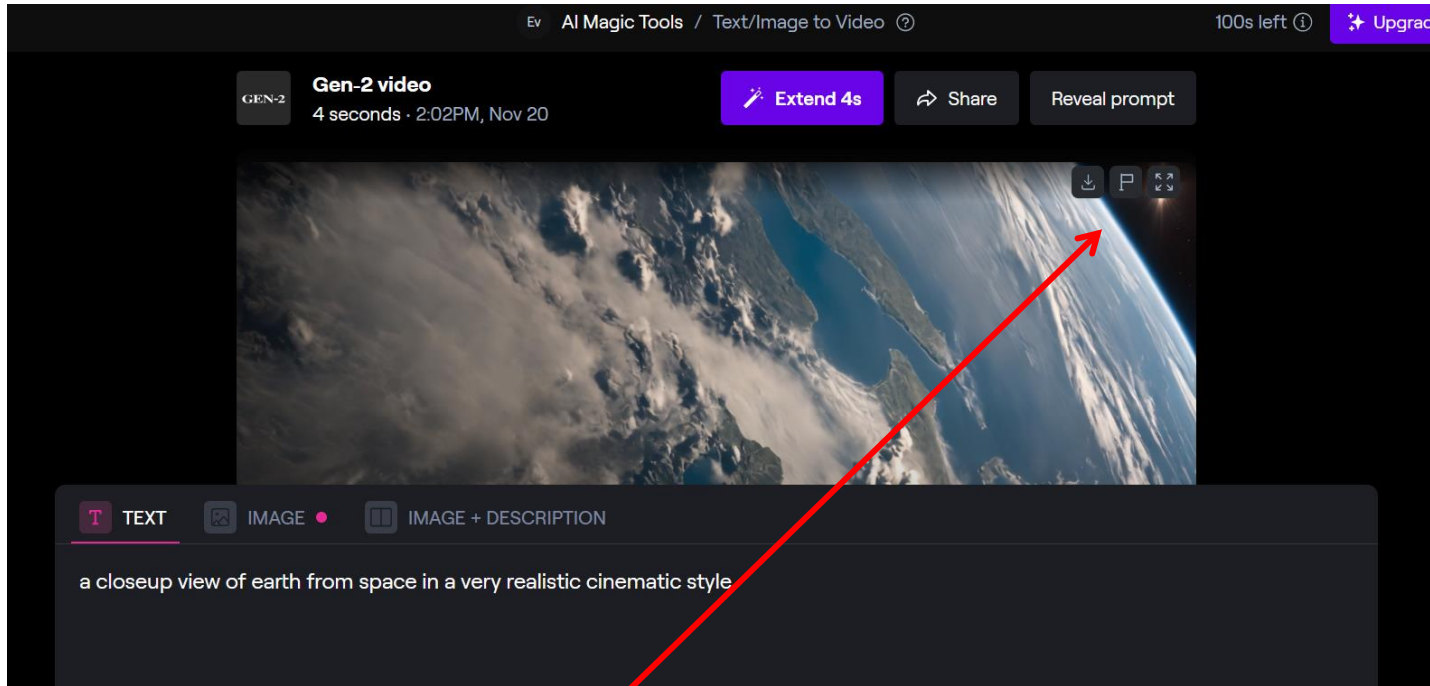 Ev AI Magic Tools / Text/Image to Video 100s left Upgrad
GEN-2
Gen-2 video
4 seconds · 2:02PM, Nov 20
Extend 4s
Share
Reveal prompt
T TEXT IMAGE IMAGE + DESCRIPTION
a closeup view of earth from space in a very realistic cinematic style